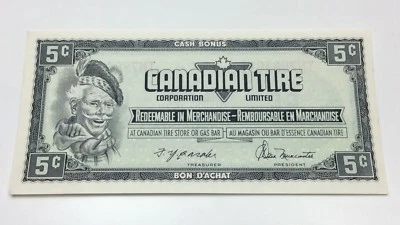 5¢ CASH BONUS 5¢
CANADIAN TIRE
CORPORATION LIMITED
REDEEMABLE IN MERCHANDISE – REMBOURSABLE EN MARCHANDISE
AT CANADIAN TIRE STORE OR GAS BAR AU MAGASIN OU BAR D'ESSENCE CANADIAN TIRE
TREASURER PRESIDENT
5¢ BON D'ACHAT 5¢